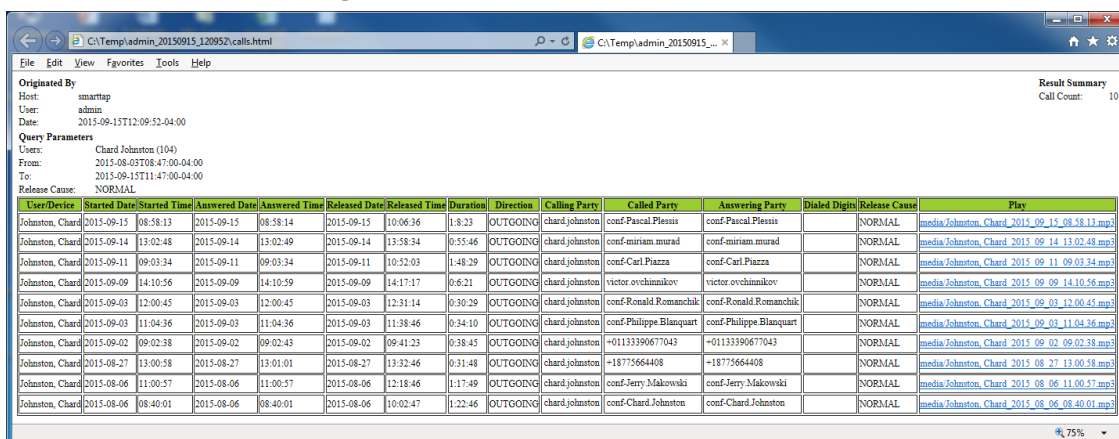 C:\Temp\admin_20150915_120952\calls.html
C:\Temp\admin_20150915_...
File Edit View Favorites Tools Help
Originated By
Result Summary
Host: smarttap
Call Count: 10
User: admin
Date: 2015-09-15T12:09:52-04:00
Query Parameters
Users: Chard Johnston (104)
From: 2015-08-03T08:47:00-04:00
To: 2015-09-15T11:47:00-04:00
Release Cause: NORMAL
User/Device Started Date Started Time Answered Date Answered Time Released Date Released Time Duration Direction Calling Party Called Party Answering Party Dialed Digits Release Cause Play
Johnston, Chard 2015-09-15 08:58:13 2015-09-15 08:58:14 2015-09-15 10:06:36 1:8:23 OUTGOING chard.johnston conf-Pascal.Plessis conf-Pascal.Plessis NORMAL media/Johnston, Chard_2015_09_15_08.58.13.mp3
Johnston, Chard 2015-09-14 13:02:48 2015-09-14 13:02:49 2015-09-14 13:58:34 0:55:46 OUTGOING chard.johnston conf-miriam.murad conf-miriam.murad NORMAL media/Johnston, Chard_2015_09_14_13.02.48.mp3
Johnston, Chard 2015-09-11 09:03:34 2015-09-11 09:03:34 2015-09-11 10:52:03 1:48:29 OUTGOING chard.johnston conf-Carl.Piazza conf-Carl.Piazza NORMAL media/Johnston, Chard_2015_09_11_09.03.34.mp3
Johnston, Chard 2015-09-09 14:10:56 2015-09-09 14:10:59 2015-09-09 14:17:17 0:6:21 OUTGOING chard.johnston victor.ovchinnikov victor.ovchinnikov NORMAL media/Johnston, Chard_2015_09_09_14.10.56.mp3
Johnston, Chard 2015-09-03 12:00:45 2015-09-03 12:00:45 2015-09-03 12:31:14 0:30:29 OUTGOING chard.johnston conf-Ronald.Romanchik conf-Ronald.Romanchik NORMAL media/Johnston, Chard_2015_09_03_12.00.45.mp3
Johnston, Chard 2015-09-03 11:04:36 2015-09-03 11:04:36 2015-09-03 11:38:46 0:34:10 OUTGOING chard.johnston conf-Philippe.Blanquart conf-Philippe.Blanquart NORMAL media/Johnston, Chard_2015_09_03_11.04.36.mp3
Johnston, Chard 2015-09-02 09:02:38 2015-09-02 09:02:43 2015-09-02 09:41:23 0:38:45 OUTGOING chard.johnston +01133390677043 +01133390677043 NORMAL media/Johnston, Chard_2015_09_02_09.02.38.mp3
Johnston, Chard 2015-08-27 13:00:58 2015-08-27 13:01:01 2015-08-27 13:32:46 0:31:48 OUTGOING chard.johnston +18775664408 +18775664408 NORMAL media/Johnston, Chard_2015_08_27_13.00.58.mp3
Johnston, Chard 2015-08-06 11:00:57 2015-08-06 11:00:57 2015-08-06 12:18:46 1:17:49 OUTGOING chard.johnston conf-Jerry.Makowski conf-Jerry.Makowski NORMAL media/Johnston, Chard_2015_08_06_11.00.57.mp3
Johnston, Chard 2015-08-06 08:40:01 2015-08-06 08:40:01 2015-08-06 10:02:47 1:22:46 OUTGOING chard.johnston conf-Chard.Johnston conf-Chard.Johnston NORMAL media/Johnston, Chard_2015_08_06_08.40.01.mp3
75%